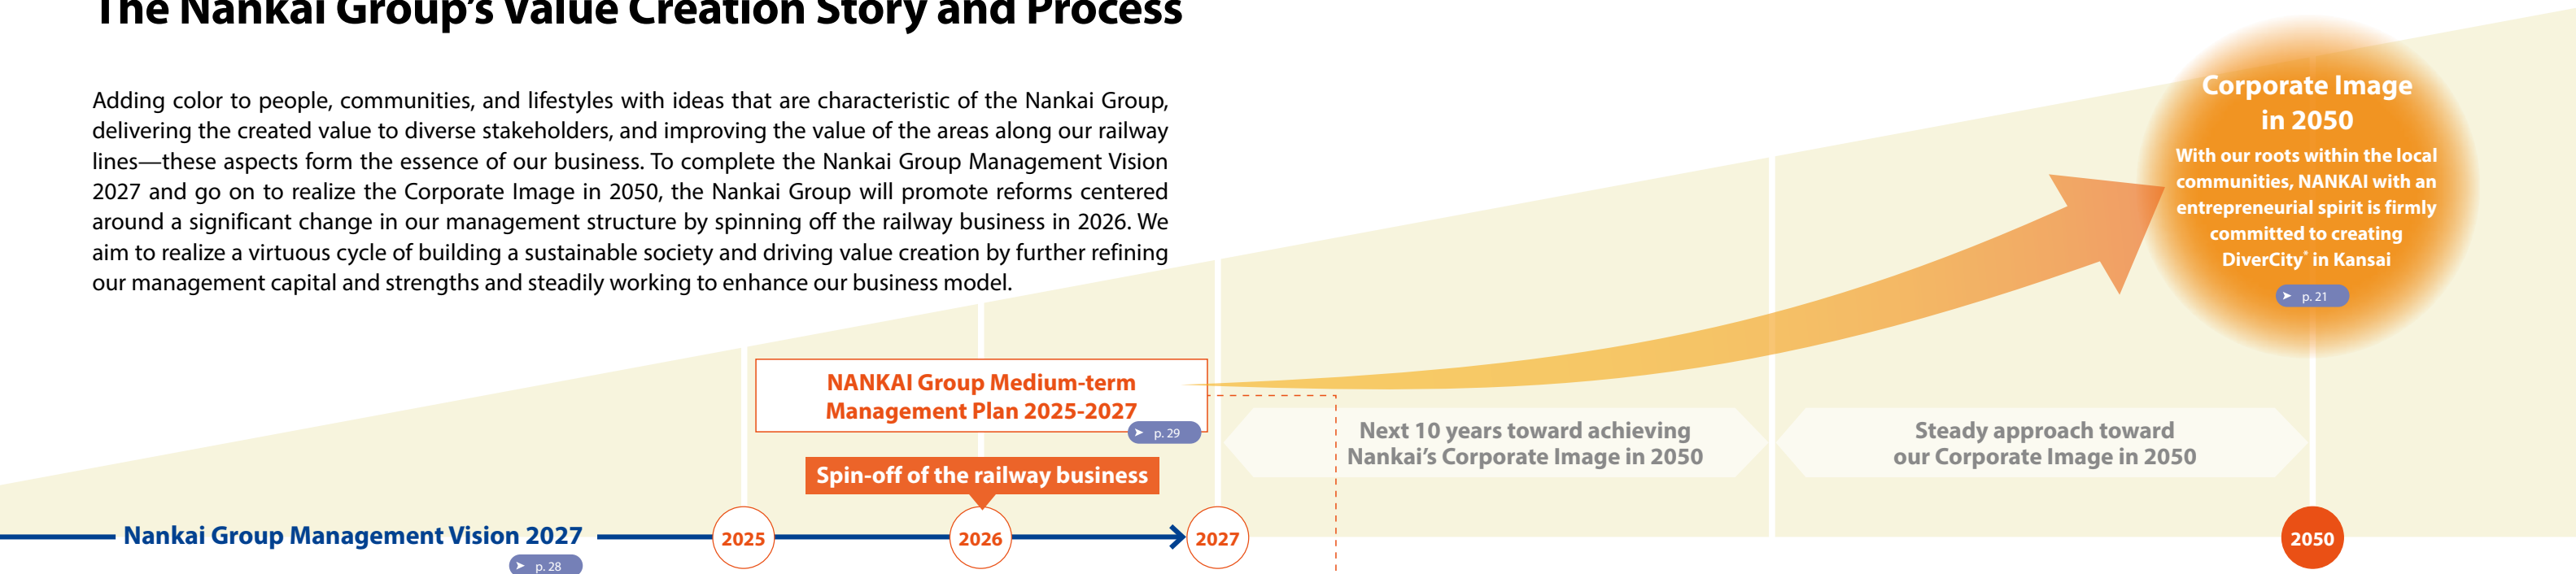 The Nankai Group's Value Creation Story and Process
Adding color to people, communities, and lifestyles with ideas that are characteristic of the Nankai Group,
delivering the created value to diverse stakeholders, and improving the value of the areas along our railway
lines—these aspects form the essence of our business. To complete the Nankai Group Management Vision
2027 and go on to realize the Corporate Image in 2050, the Nankai Group will promote reforms centered
around a significant change in our management structure by spinning off the railway business in 2026. We
aim to realize a virtuous cycle of building a sustainable society and driving value creation by further refining
our management capital and strengths and steadily working to enhance our business model.
Corporate Image
in 2050
With our roots within the local
communities, NANKAI with an
entrepreneurial spirit is firmly
committed to creating
DiverCity* in Kansai
p. 21
NANKAI Group Medium-term
Management Plan 2025-2027
p. 29
Next 10 years toward achieving
Nankai's Corporate Image in 2050
Steady approach toward
our Corporate Image in 2050
Spin-off of the railway business
Nankai Group Management Vision 2027
p. 28
2025
2026
2027
2050